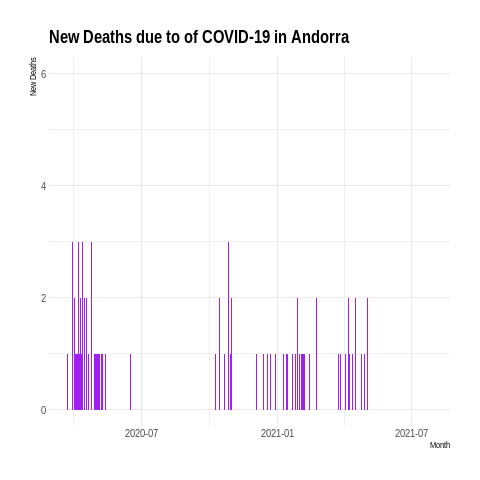 New Deaths due to of COVID-19 in Andorra
New Deaths
6
4
2
0
2020-07
2021-01
2021-07
Month